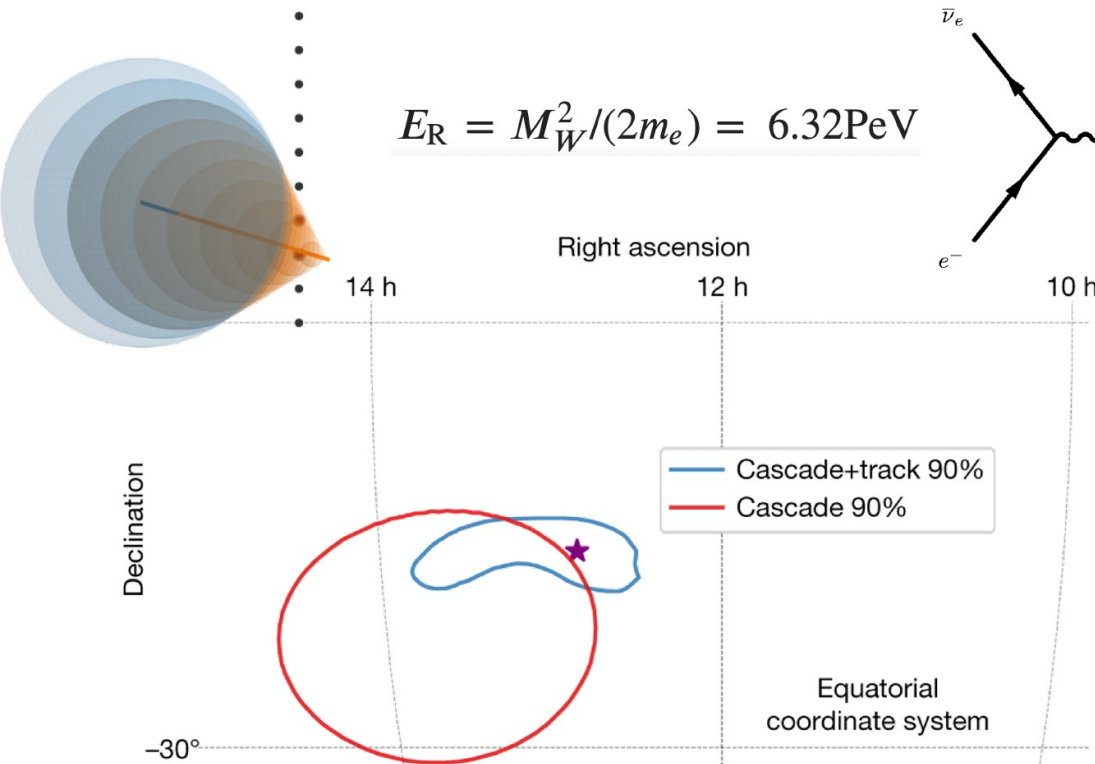 ν̅ₑ
E_R = M_W^2/(2m_e) = 6.32PeV
e⁻
Right ascension
14 h
12 h
10 h
Cascade+track 90%
Cascade 90%
Declination
Equatorial
coordinate system
–30°